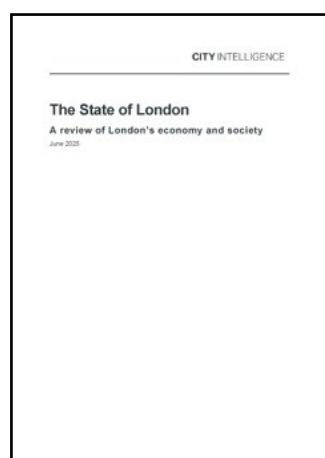 CITY INTELLIGENCE
The State of London
A review of London's economy and society
June 2025